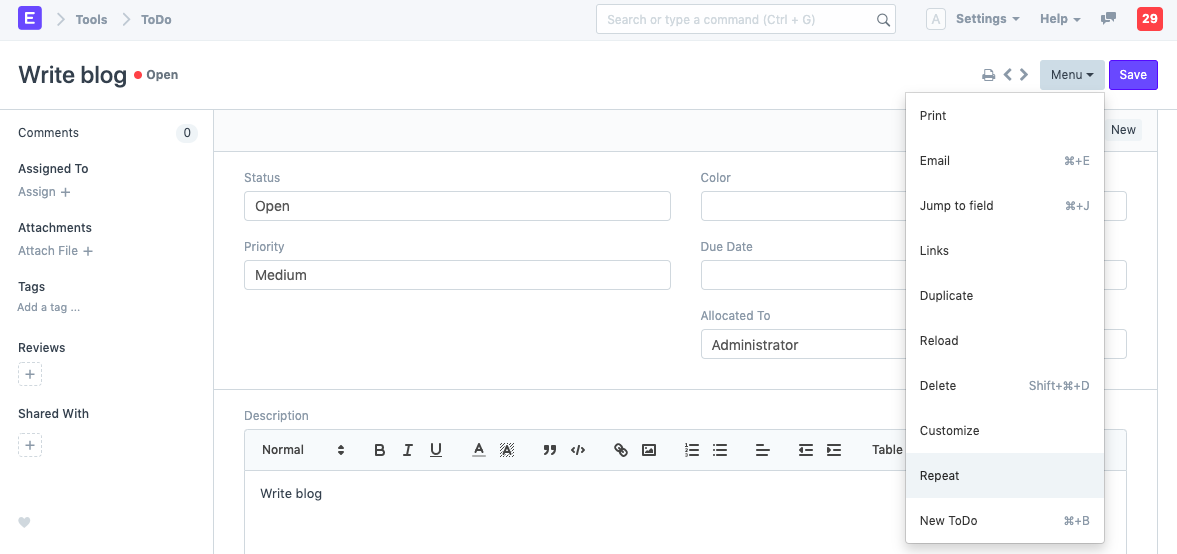 E Tools ToDo Search or type a command (Ctrl + G) A Settings Help 29
Write blog Open Menu Save
Comments 0
Assigned To
Assign +
Attachments
Attach File +
Tags
Add a tag ...
Reviews
+
Shared With
+
New
Status
Open
Priority
Medium
Color
Due Date
Allocated To
Administrator
Description
Normal B I U A A Table
Write blog
Print
Email ⌘+E
Jump to field ⌘+J
Links
Duplicate
Reload
Delete Shift+⌘+D
Customize
Repeat
New ToDo ⌘+B